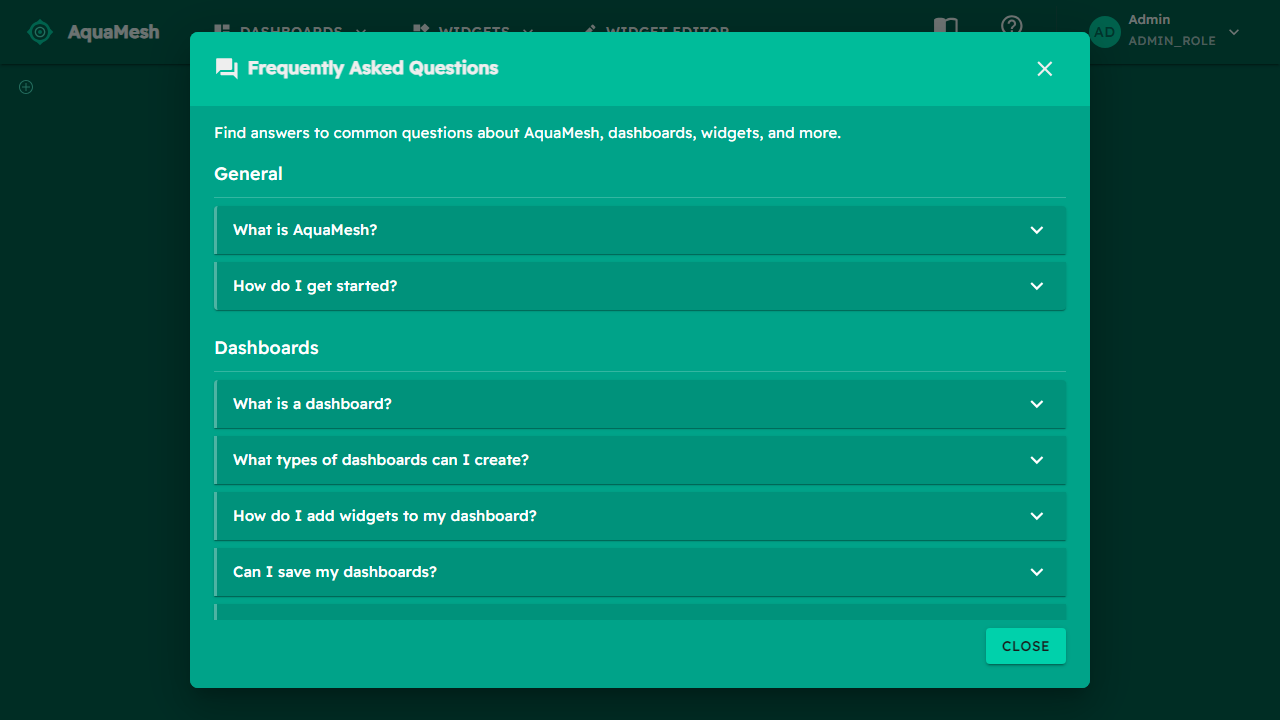 AquaMesh
DASHBOARDS
WIDGETS
WIDGET EDITOR
AD
Admin
ADMIN_ROLE
Frequently Asked Questions
Find answers to common questions about AquaMesh, dashboards, widgets, and more.
General
What is AquaMesh?
How do I get started?
Dashboards
What is a dashboard?
What types of dashboards can I create?
How do I add widgets to my dashboard?
Can I save my dashboards?
CLOSE